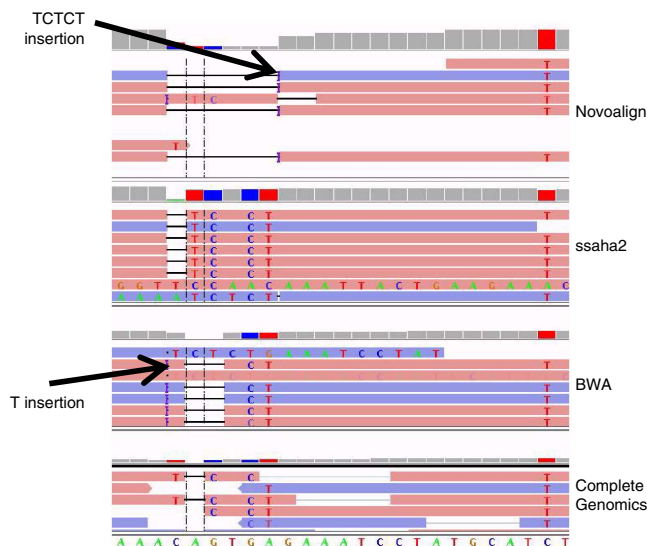 TCTCT
insertion
T
T
T
T C T
T
Novoalign
T
T
T C C T T
T C C T
T C C T T
T C C T T
ssaha2
T C C T T
T C C T T
G G T T C C A A C A A A T T A C T G A A G A A A C
A A A A T C T C T T
T C T C T G A A A T C C T A T
C T T
T insertion
BWA
C T T
C T T
C T T
C T T
T C C T
Complete
Genomics
T T
T C C T T
C C T T
C T T
A A A C A G T G A G A A A T C C T A T G C A T C T